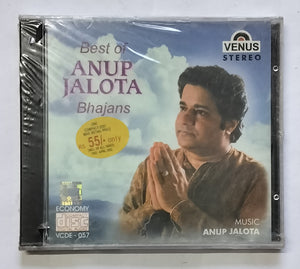 Best of
ANUP
JALOTA
Bhajans
VENUS
STEREO
55/- only
ECONOMY
disc
VCDE - 057
MUSIC
ANUP JALOTA